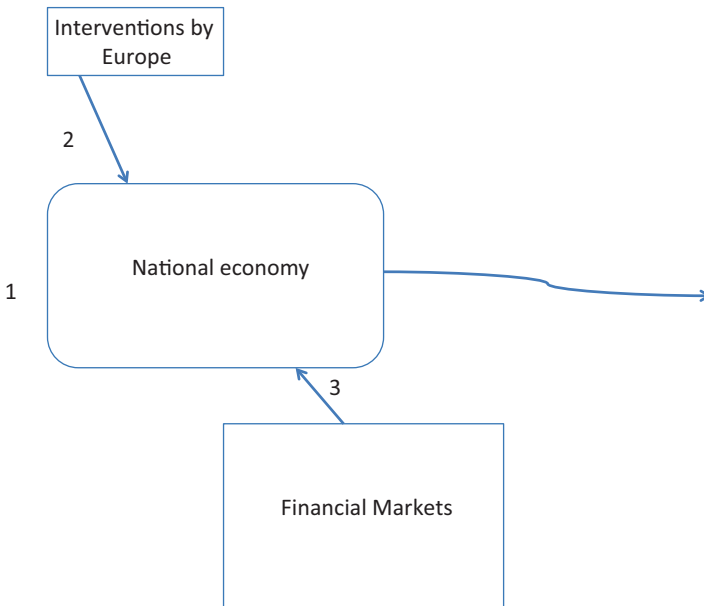 Interventions by
Europe
2
National economy
1
3
Financial Markets